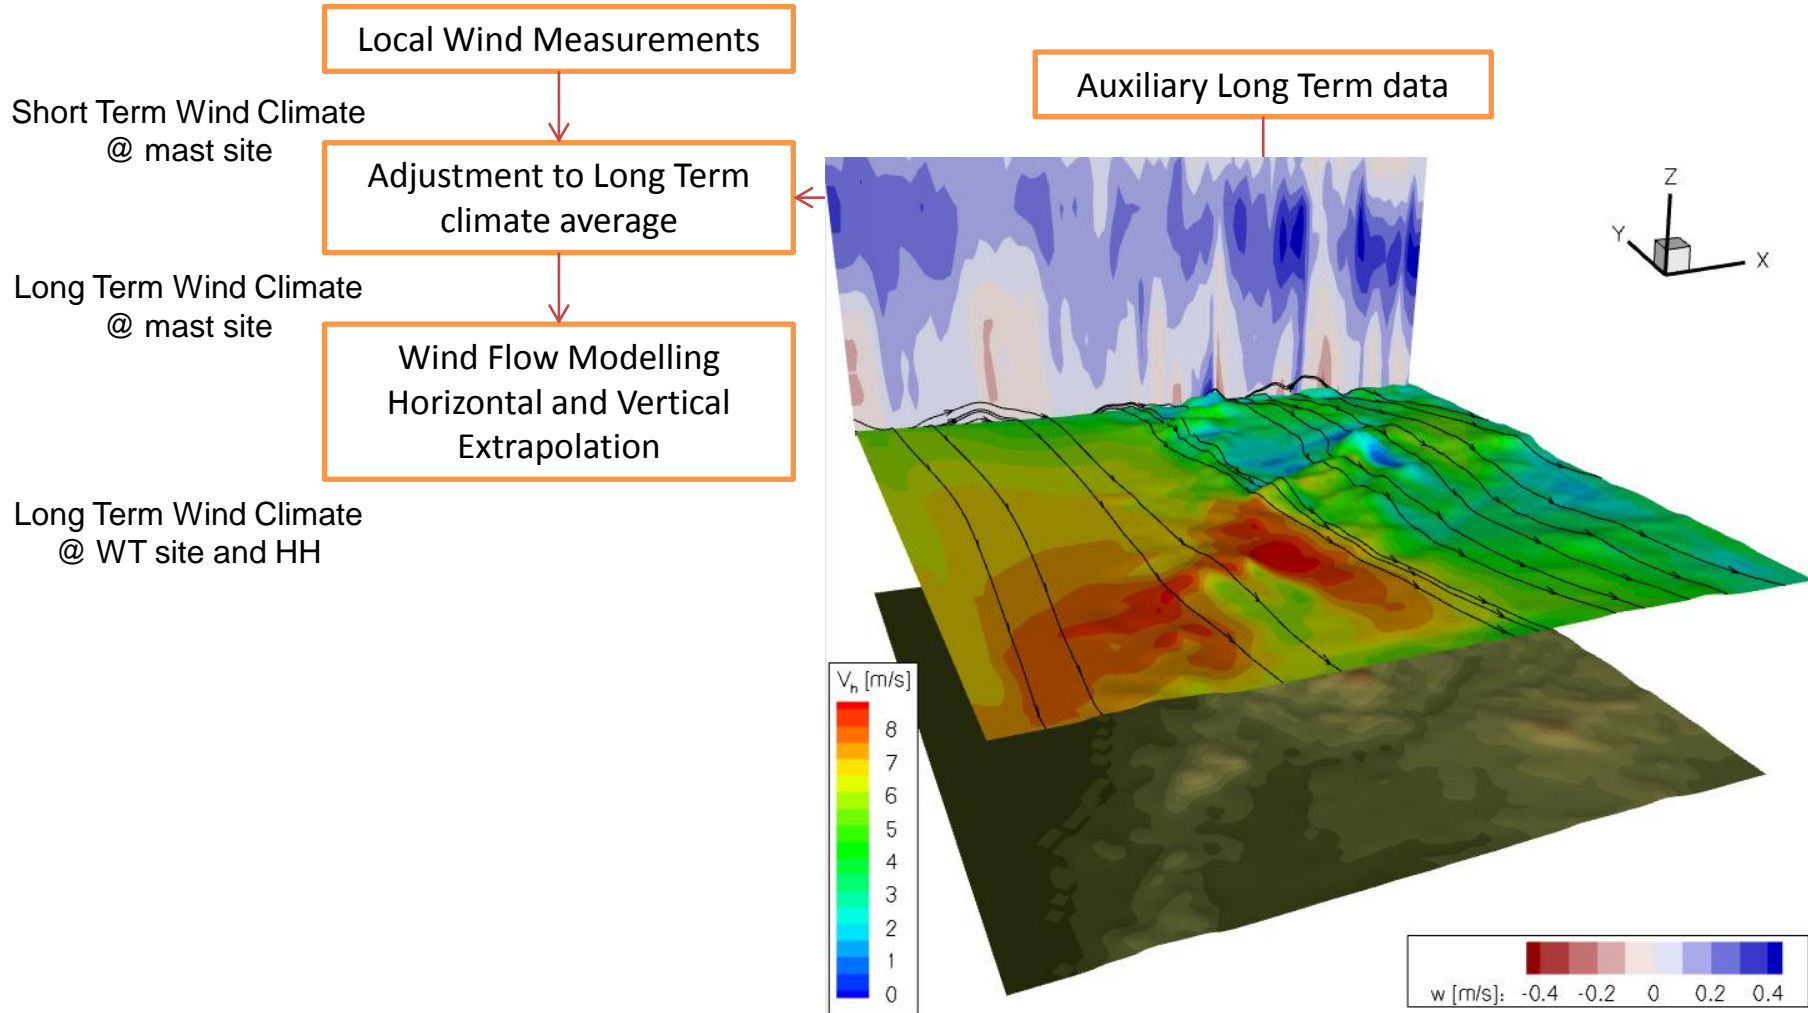 Local Wind Measurements
Auxiliary Long Term data
Short Term Wind Climate
@ mast site
Adjustment to Long Term
climate average
Long Term Wind Climate
@ mast site
Wind Flow Modelling
Horizontal and Vertical
Extrapolation
Long Term Wind Climate
@ WT site and HH
Z
Y
X
V_h [m/s]
8
7
6
5
4
3
2
1
0
w [m/s]: -0.4 -0.2 0 0.2 0.4